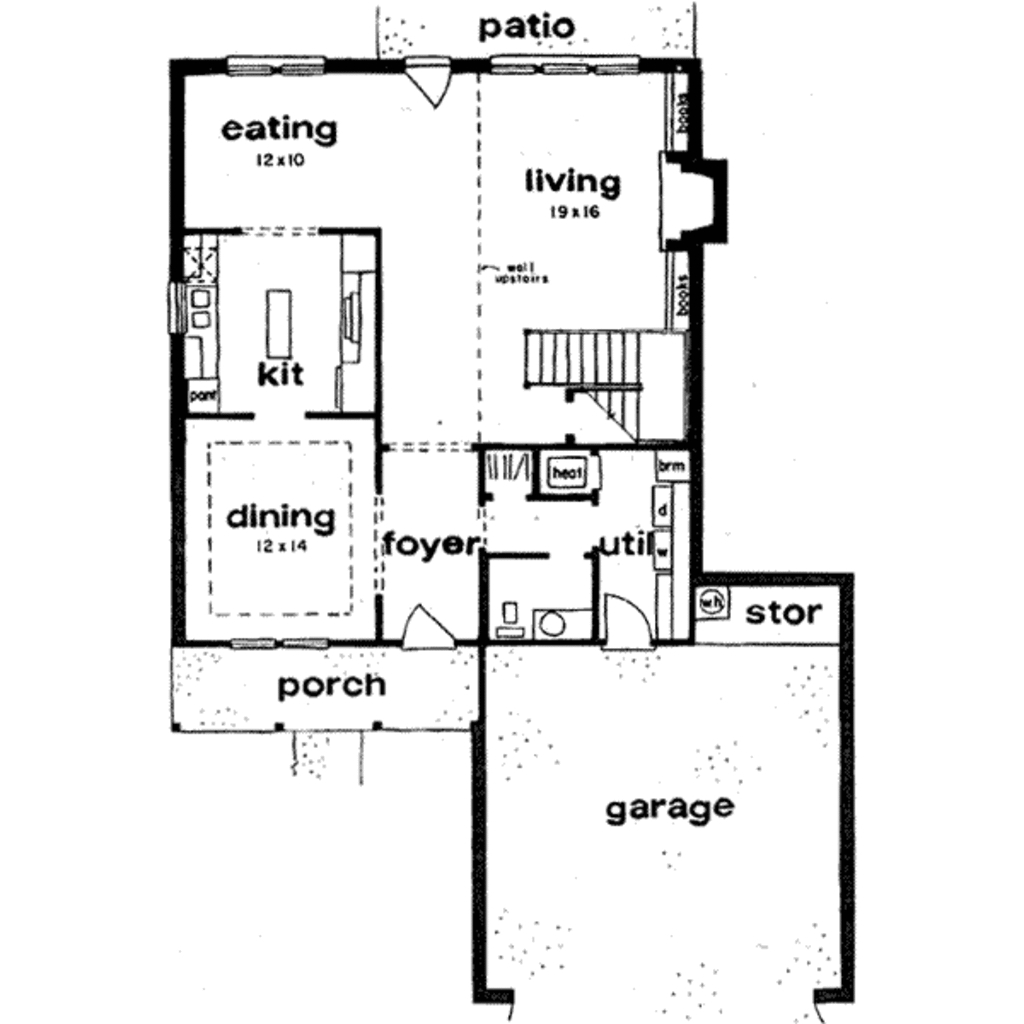 patio
eating
12 x 10
books
living
19 x 16
wall
upstairs
books
kit
pant
heat
brm
dining
12 x 14
foyer
util
d
w
wh
stor
porch
garage